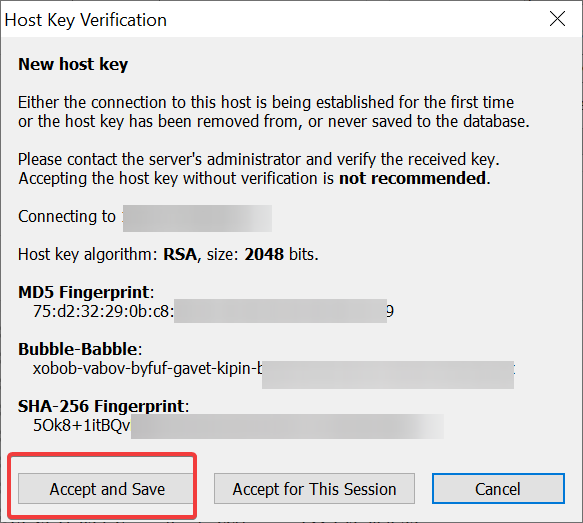 Host Key Verification
New host key
Either the connection to this host is being established for the first time
or the host key has been removed from, or never saved to the database.
Please contact the server's administrator and verify the received key.
Accepting the host key without verification is not recommended.
Connecting to
Host key algorithm: RSA, size: 2048 bits.
MD5 Fingerprint:
75:d2:32:29:0b:c8: 9
Bubble-Babble:
xobob-vabov-byfuf-gavet-kipin-
SHA-256 Fingerprint:
5Ok8+1itBQv
Accept and Save
Accept for This Session
Cancel